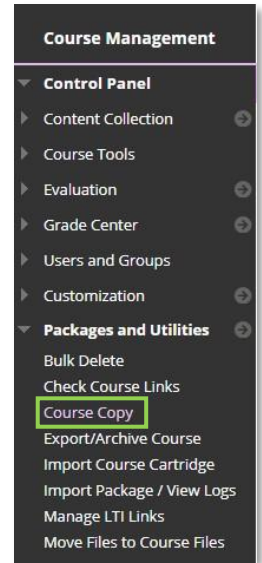 Course Management
Control Panel
Content Collection
Course Tools
Evaluation
Grade Center
Users and Groups
Customization
Packages and Utilities
Bulk Delete
Check Course Links
Course Copy
Export/Archive Course
Import Course Cartridge
Import Package / View Logs
Manage LTI Links
Move Files to Course Files